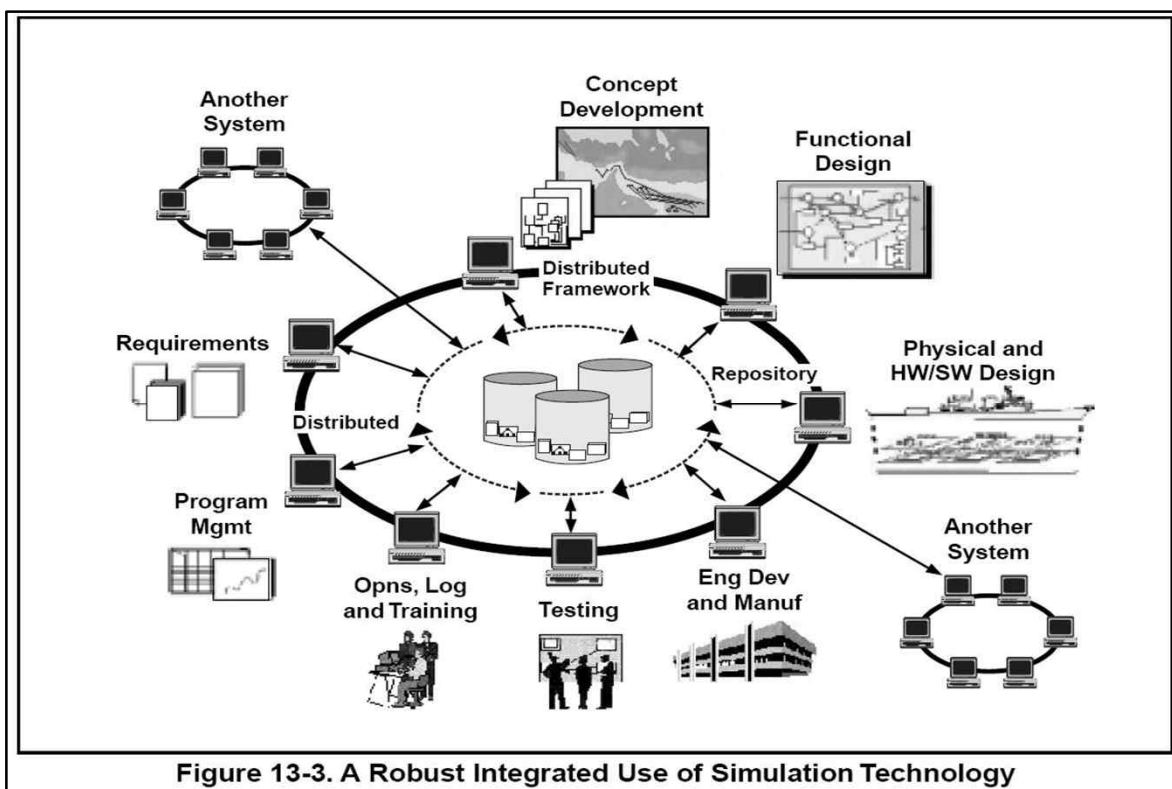 Another
System
Concept
Development
Functional
Design
Distributed
Framework
Requirements
Physical and
HW/SW Design
Repository
Distributed
Program
Mgmt
Another
System
Opns, Log
and Training
Testing
Eng Dev
and Manuf
Figure 13-3. A Robust Integrated Use of Simulation Technology